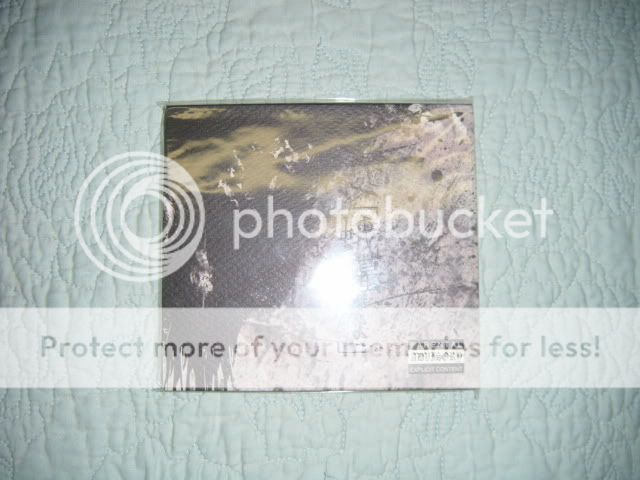 photobucket
Protect more of your memories for less!
PARENTAL
ADVISORY
EXPLICIT CONTENT